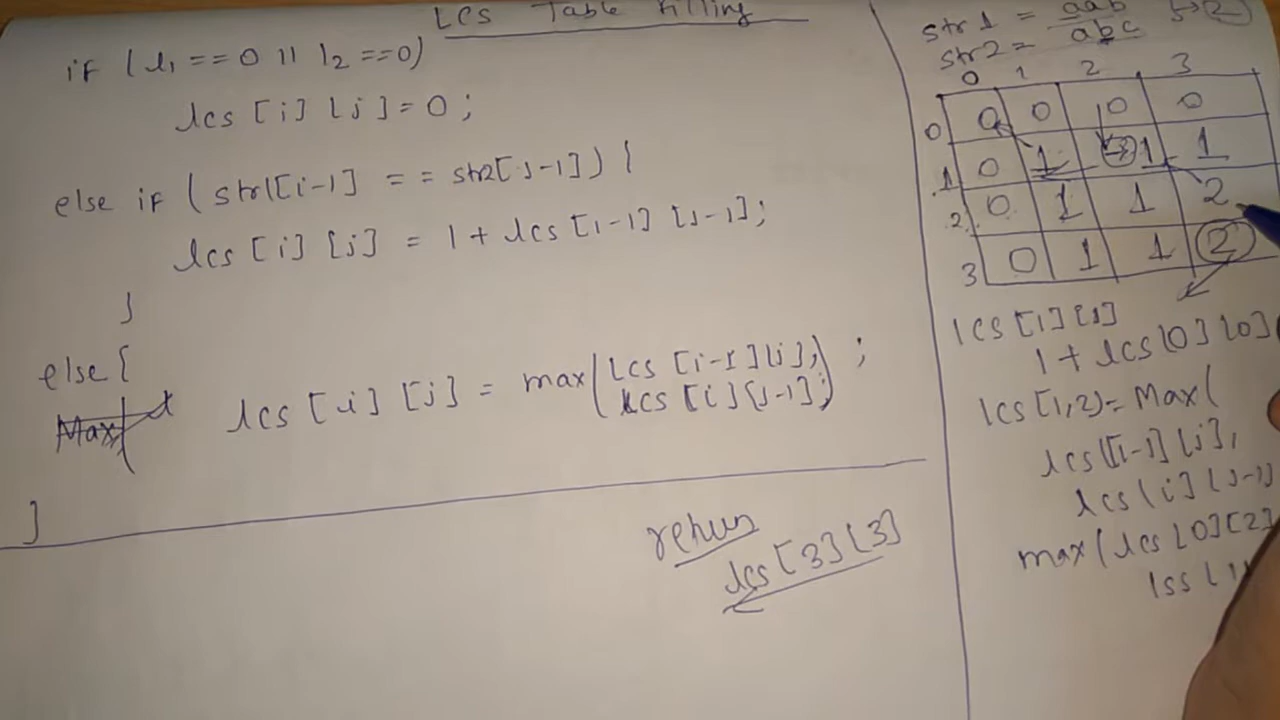 LCS Table Filling
if (l1 == 0 || l2 == 0)
lcs [i] [j] = 0 ;
else if ( str1[i-1] == str2[j-1]) {
lcs [i] [j] = 1 + lcs [i-1] [j-1];
}
else {
Max(
lcs [i] [j] = max( lcs [i-1][j], ;
lcs [i][j-1];)
}
return
lcs [3][3]
str1 = aab
str2 = abc
0 1 2 3
0 0 0 0 0
1 0 1 1 1
2 0 1 1 2
3 0 1 1 2
lcs [1][1]
1 + lcs [0] [0]
lcs [1,2] = Max (
lcs [i-1] [j],
lcs [i] [j-1]
max ( lcs [0][2]
lss [1